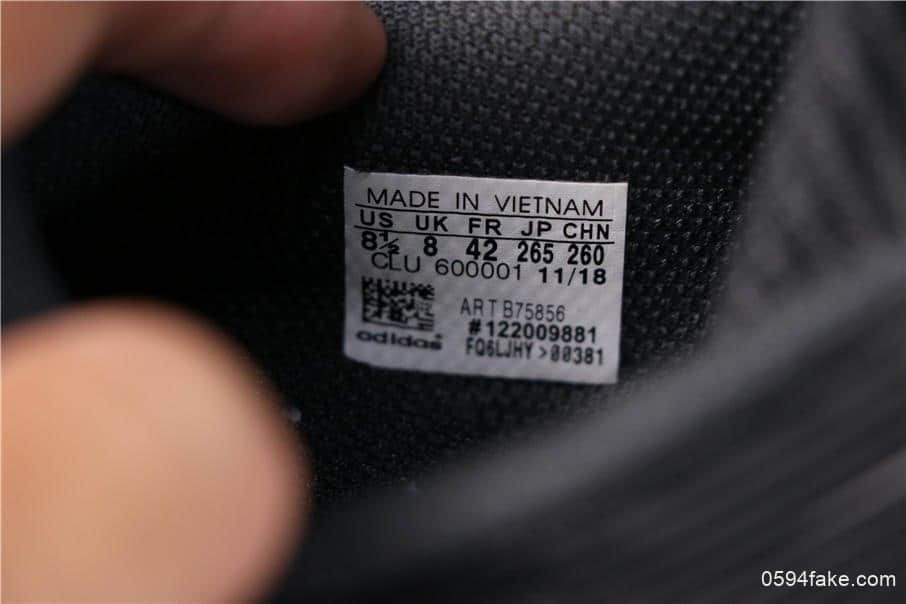 MADE IN VIETNAM
US UK FR JP CHN
8½ 8 42 265 260
CLU 600001 11/18
ART B75856
#122009881
adidas FQ6LJHY >00381
0594fake.com